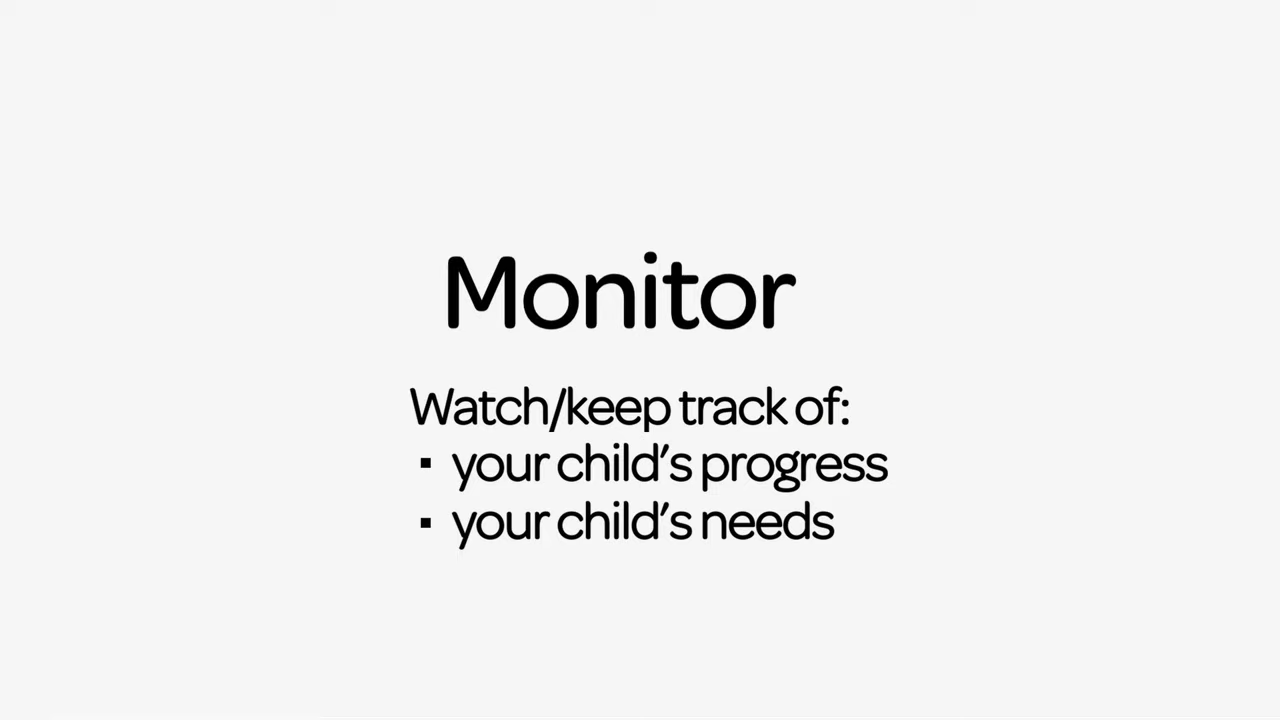 Monitor
Watch/keep track of:
▪ your child's progress
▪ your child's needs